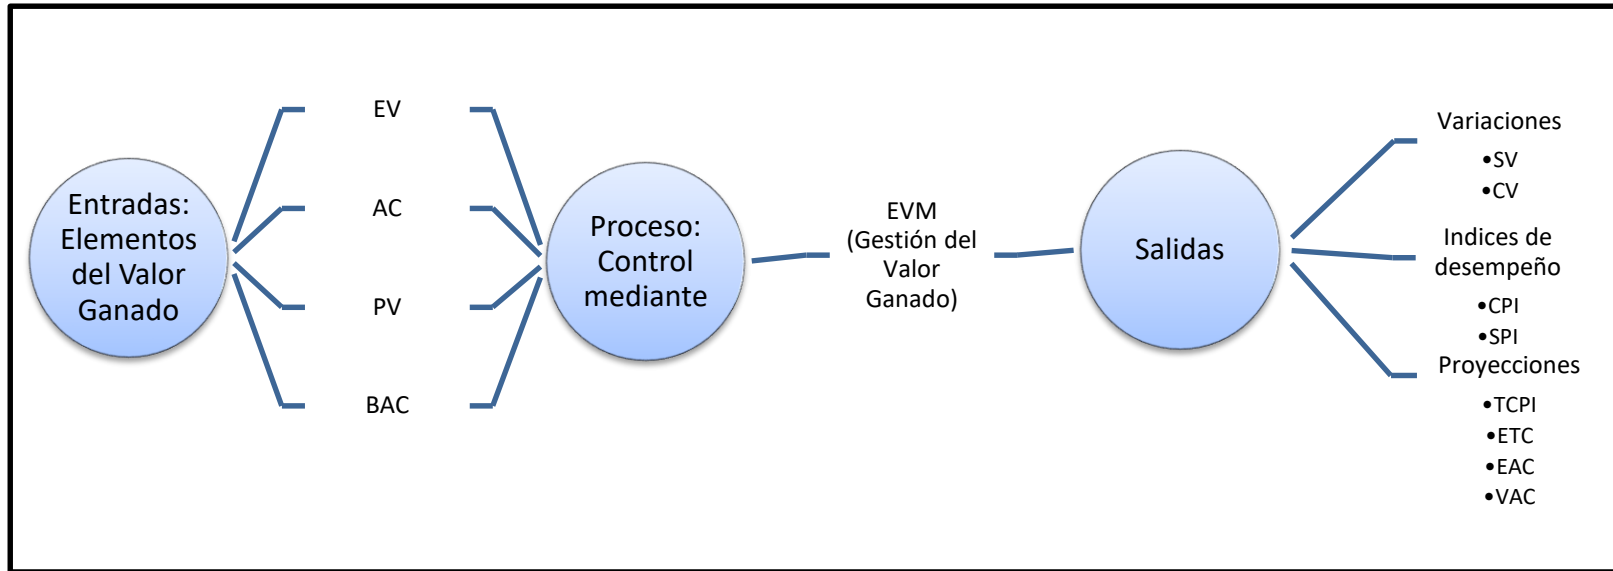 Entradas:
Elementos
del Valor
Ganado
EV
AC
PV
BAC
Proceso:
Control
mediante
EVM
(Gestión del
Valor
Ganado)
Salidas
Variaciones
•SV
•CV
Indices de
desempeño
•CPI
•SPI
Proyecciones
•TCPI
•ETC
•EAC
•VAC